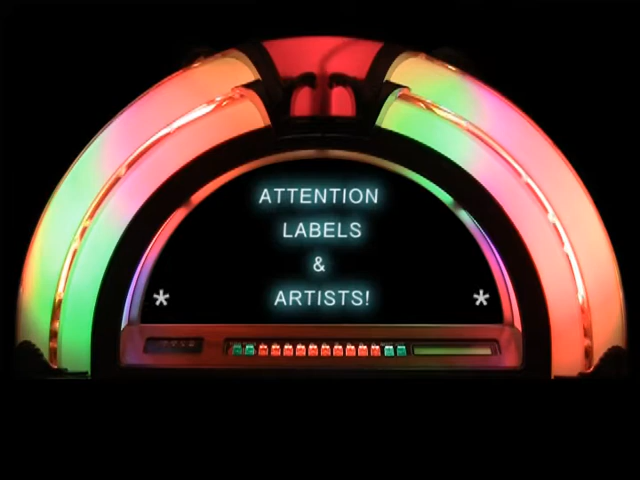 ATTENTION
LABELS
&
ARTISTS!
* *